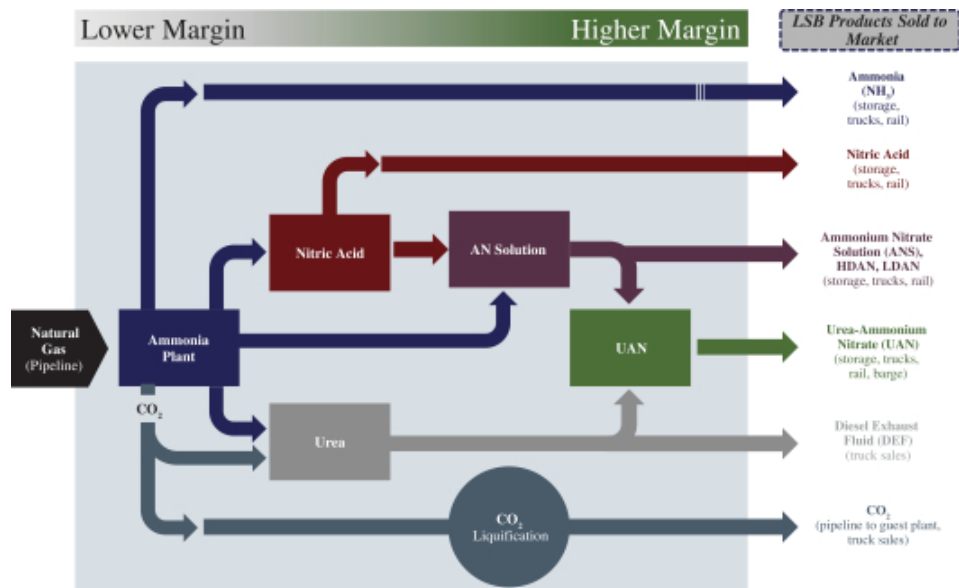 Lower Margin
Higher Margin
LSB Products Sold to
Market
Ammonia
(NH₃)
(storage,
trucks, rail)
Nitric Acid
(storage,
trucks, rail)
Nitric Acid
AN Solution
Ammonium Nitrate
Solution (ANS),
HDAN, LDAN
(storage, trucks, rail)
Natural
Gas
(Pipeline)
Ammonia
Plant
UAN
Urea-Ammonium
Nitrate (UAN)
(storage, trucks,
rail, barge)
CO₂
Urea
Diesel Exhaust
Fluid (DEF)
(truck sales)
CO₂
Liquification
CO₂
(pipeline to guest plant,
truck sales)